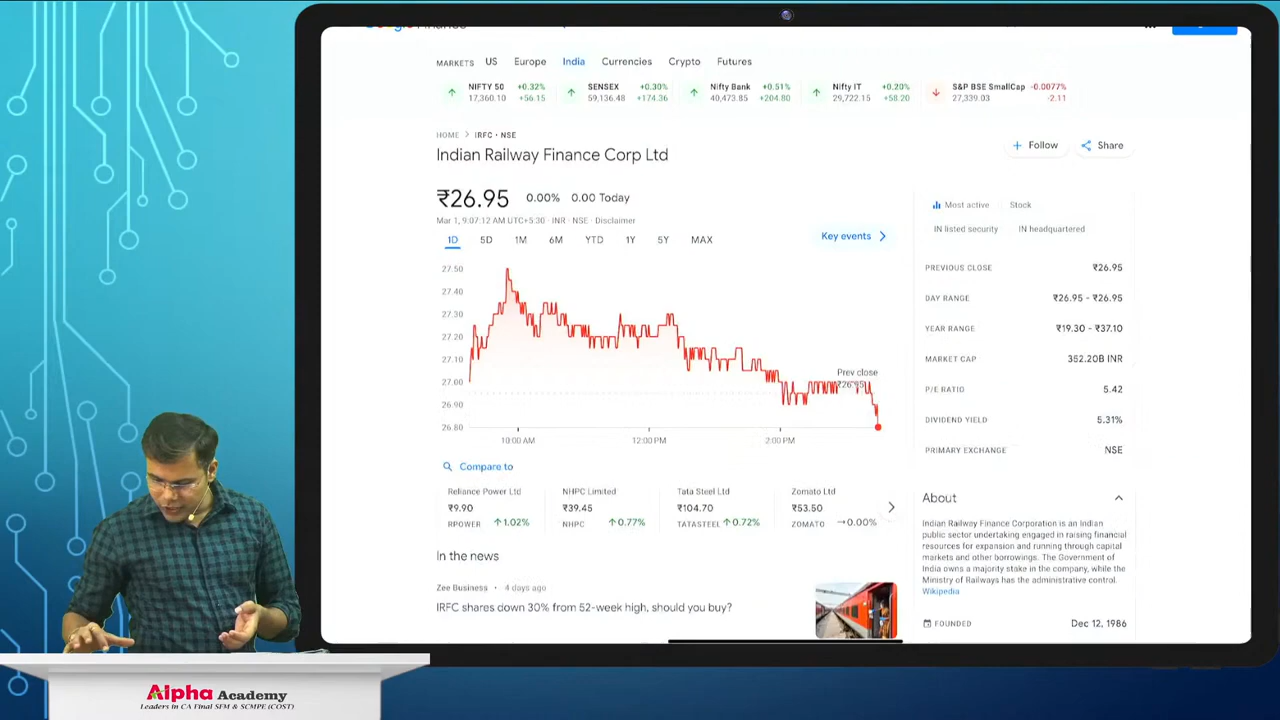 MARKETS US Europe India Currencies Crypto Futures
NIFTY 50 +0.32% SENSEX +0.30% Nifty Bank +0.51% Nifty IT +0.20% S&P BSE SmallCap -0.0077%
17,360.10 +56.15 59,136.48 +174.36 40,473.85 +204.80 29,722.15 +58.20 27,339.03 -2.11
HOME > IRFC • NSE
Indian Railway Finance Corp Ltd
+ Follow Share
₹26.95 0.00% 0.00 Today
Mar 1, 9:07:12 AM UTC+5:30 · INR · NSE · Disclaimer
1D 5D 1M 6M YTD 1Y 5Y MAX
Key events >
27.50
27.40
27.30
27.20
27.10
27.00
26.90
26.80
Prev close
₹26.95
10:00 AM 12:00 PM 2:00 PM
Compare to
Reliance Power Ltd NHPC Limited Tata Steel Ltd Zomato Ltd
₹9.90 ₹39.45 ₹104.70 ₹53.50
RPOWER ↑1.02% NHPC ↑0.77% TATASTEEL ↑0.72% ZOMATO →0.00%
In the news
Zee Business • 4 days ago
IRFC shares down 30% from 52-week high, should you buy?
Most active Stock
IN listed security IN headquartered
PREVIOUS CLOSE ₹26.95
DAY RANGE ₹26.95 - ₹26.95
YEAR RANGE ₹19.30 - ₹37.10
MARKET CAP 352.20B INR
P/E RATIO 5.42
DIVIDEND YIELD 5.31%
PRIMARY EXCHANGE NSE
About
Indian Railway Finance Corporation is an Indian
public sector undertaking engaged in raising financial
resources for expansion and running through capital
markets and other borrowings. The Government of
India owns a majority stake in the company, while the
Ministry of Railways has the administrative control.
Wikipedia
FOUNDED Dec 12, 1986
Alpha Academy
Leaders in CA Final SFM & SCMPE (COST)